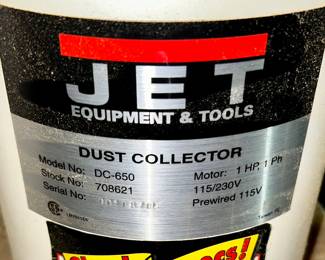 JET
EQUIPMENT & TOOLS
DUST COLLECTOR
Model No: DC-650
Motor: 1 HP, 1 Ph
Stock No: 708621
115/230V
Serial No:
Prewired 115V